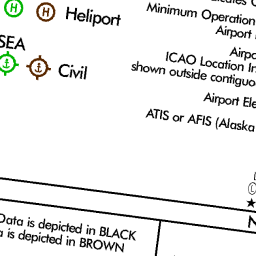 H H Heliport
SEA
Civil
Minimum Operation
Airport
ICAO Location In
shown outside contiguo
Airport Ele
ATIS or AFIS (Alaska
Data is depicted in BLACK
is depicted in BROWN